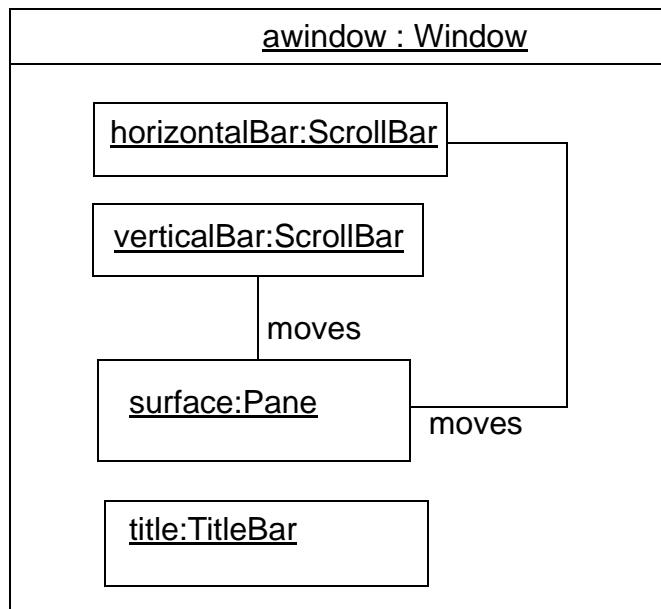 awindow : Window
horizontalBar:ScrollBar
verticalBar:ScrollBar
moves
surface:Pane
moves
title:TitleBar